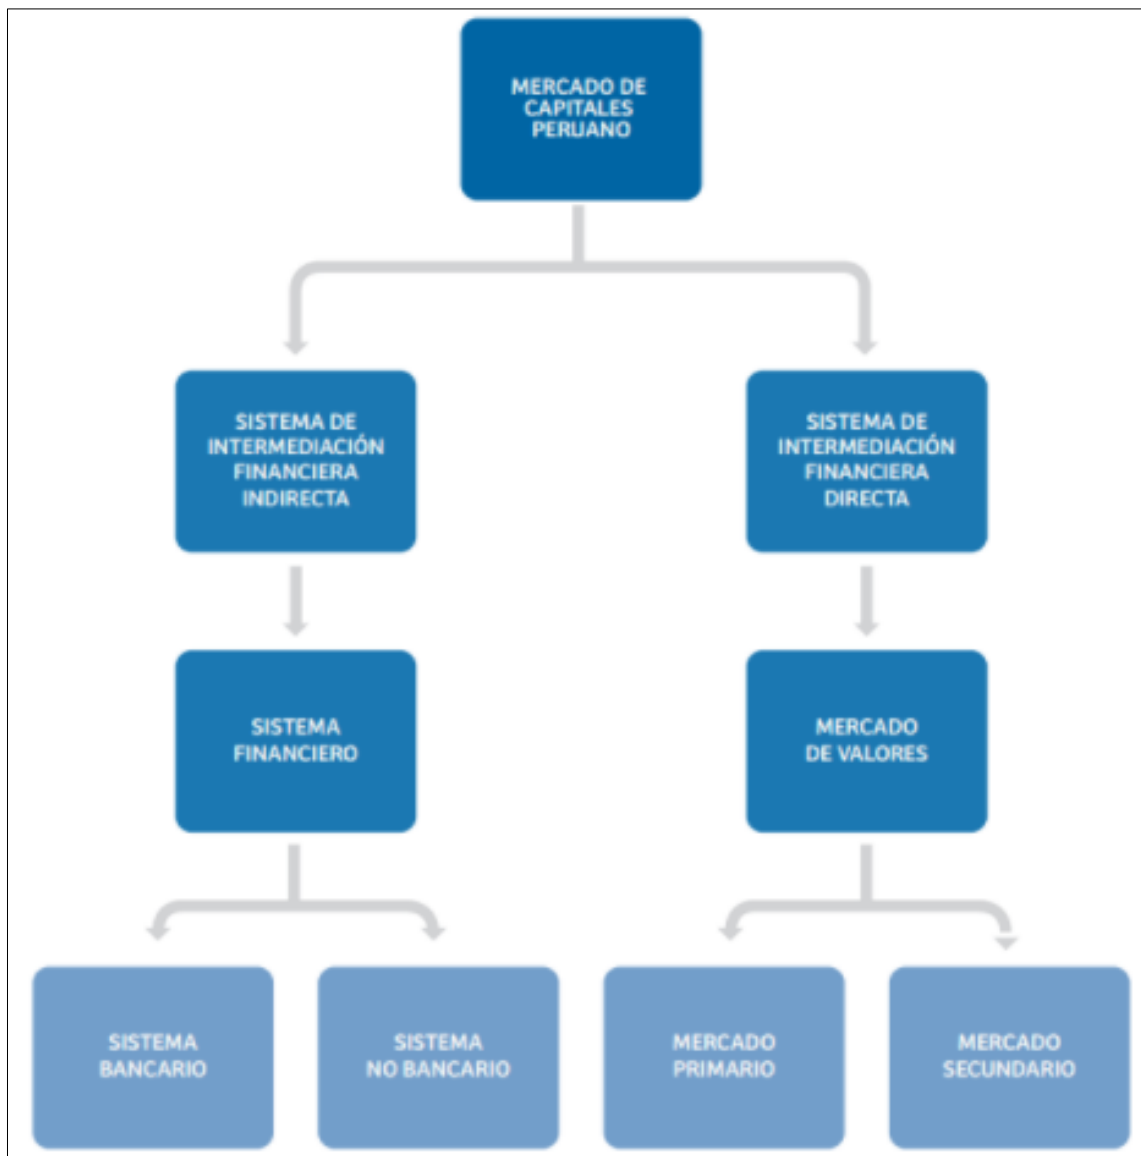 MERCADO DE
CAPITALES
PERUANO
SISTEMA DE
INTERMEDIACIÓN
FINANCIERA
INDIRECTA
SISTEMA DE
INTERMEDIACIÓN
FINANCIERA
DIRECTA
SISTEMA
FINANCIERO
MERCADO
DE VALORES
SISTEMA
BANCARIO
SISTEMA
NO BANCARIO
MERCADO
PRIMARIO
MERCADO
SECUNDARIO